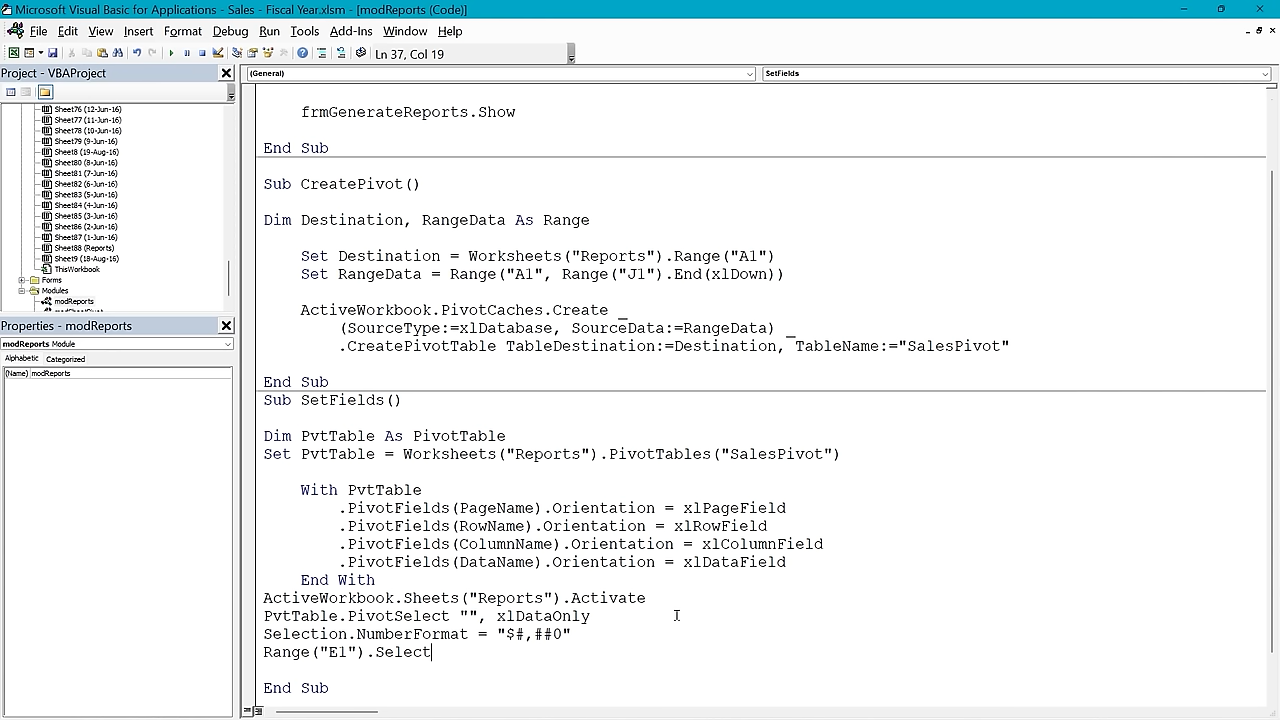 Microsoft Visual Basic for Applications - Sales - Fiscal Year.xlsm - [modReports (Code)]
File Edit View Insert Format Debug Run Tools Add-Ins Window Help
Ln 37, Col 19
Project - VBAProject
(General) SetFields
Sheet76 (12-Jun-16)
Sheet77 (11-Jun-16)
Sheet78 (10-Jun-16)
Sheet79 (9-Jun-16)
Sheet8 (19-Aug-16)
Sheet80 (8-Jun-16)
Sheet81 (7-Jun-16)
Sheet82 (6-Jun-16)
Sheet83 (5-Jun-16)
Sheet84 (4-Jun-16)
Sheet85 (3-Jun-16)
Sheet86 (2-Jun-16)
Sheet87 (1-Jun-16)
Sheet88 (Reports)
Sheet9 (18-Aug-16)
ThisWorkbook
Forms
Modules
modReports
Properties - modReports
modReports Module
Alphabetic Categorized
(Name) modReports
frmGenerateReports.Show
End Sub
Sub CreatePivot()
Dim Destination, RangeData As Range
Set Destination = Worksheets("Reports").Range("A1")
Set RangeData = Range("A1", Range("J1").End(xlDown))
ActiveWorkbook.PivotCaches.Create _
(SourceType:=xlDatabase, SourceData:=RangeData) _
.CreatePivotTable TableDestination:=Destination, TableName:="SalesPivot"
End Sub
Sub SetFields()
Dim PvtTable As PivotTable
Set PvtTable = Worksheets("Reports").PivotTables("SalesPivot")
With PvtTable
.PivotFields(PageName).Orientation = xlPageField
.PivotFields(RowName).Orientation = xlRowField
.PivotFields(ColumnName).Orientation = xlColumnField
.PivotFields(DataName).Orientation = xlDataField
End With
ActiveWorkbook.Sheets("Reports").Activate
PvtTable.PivotSelect "", xlDataOnly
Selection.NumberFormat = "$#,##0"
Range("E1").Select
End Sub